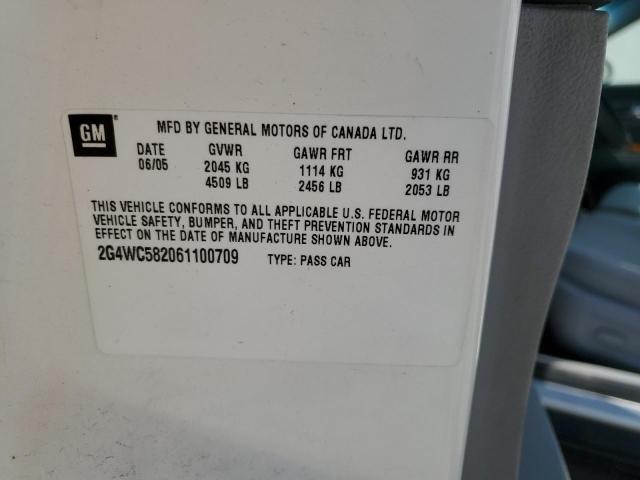 GM
MFD BY GENERAL MOTORS OF CANADA LTD.
DATE GVWR GAWR FRT GAWR RR
06/05 2045 KG 1114 KG 931 KG
4509 LB 2456 LB 2053 LB
THIS VEHICLE CONFORMS TO ALL APPLICABLE U.S. FEDERAL MOTOR
VEHICLE SAFETY, BUMPER, AND THEFT PREVENTION STANDARDS IN
EFFECT ON THE DATE OF MANUFACTURE SHOWN ABOVE.
2G4WC582061100709 TYPE: PASS CAR